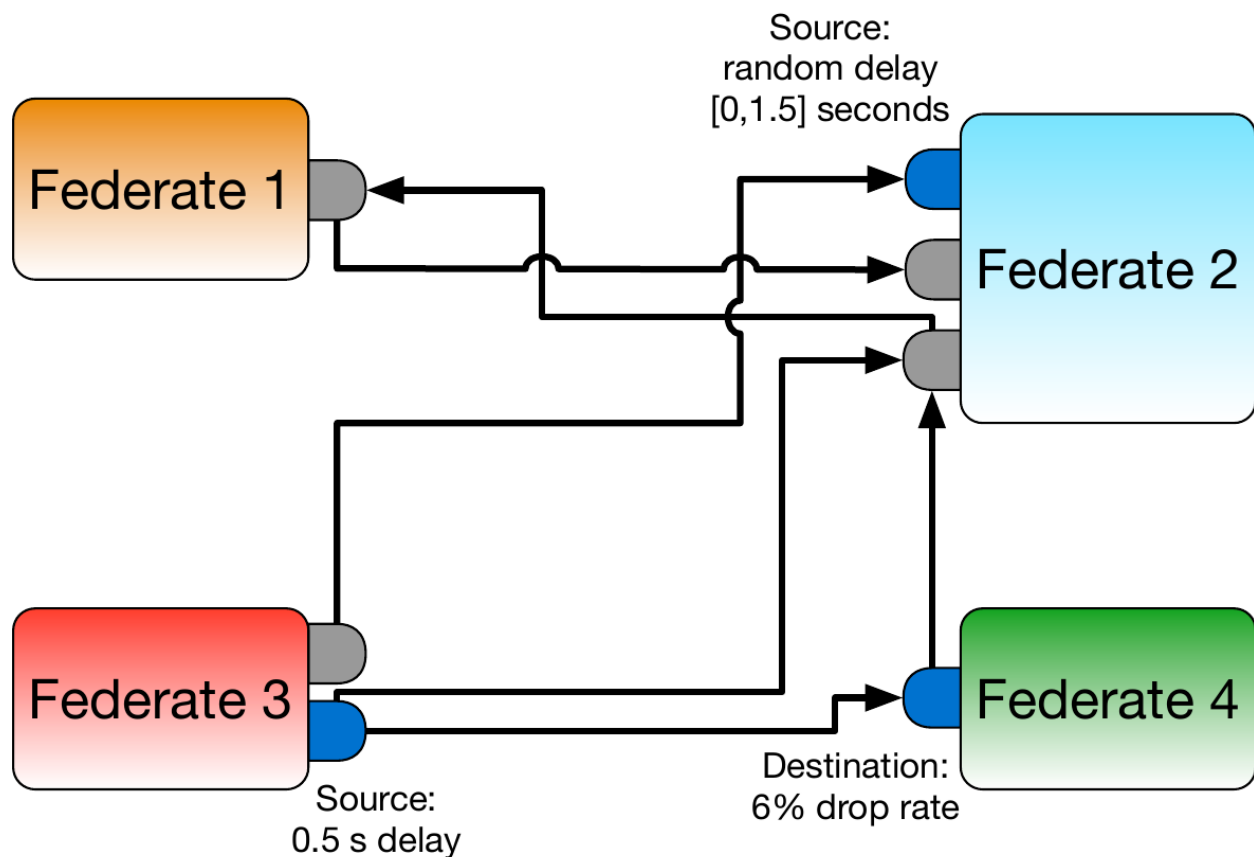 Source:
random delay
[0,1.5] seconds
Federate 1
Federate 2
Federate 3
Federate 4
Source:
0.5 s delay
Destination:
6% drop rate